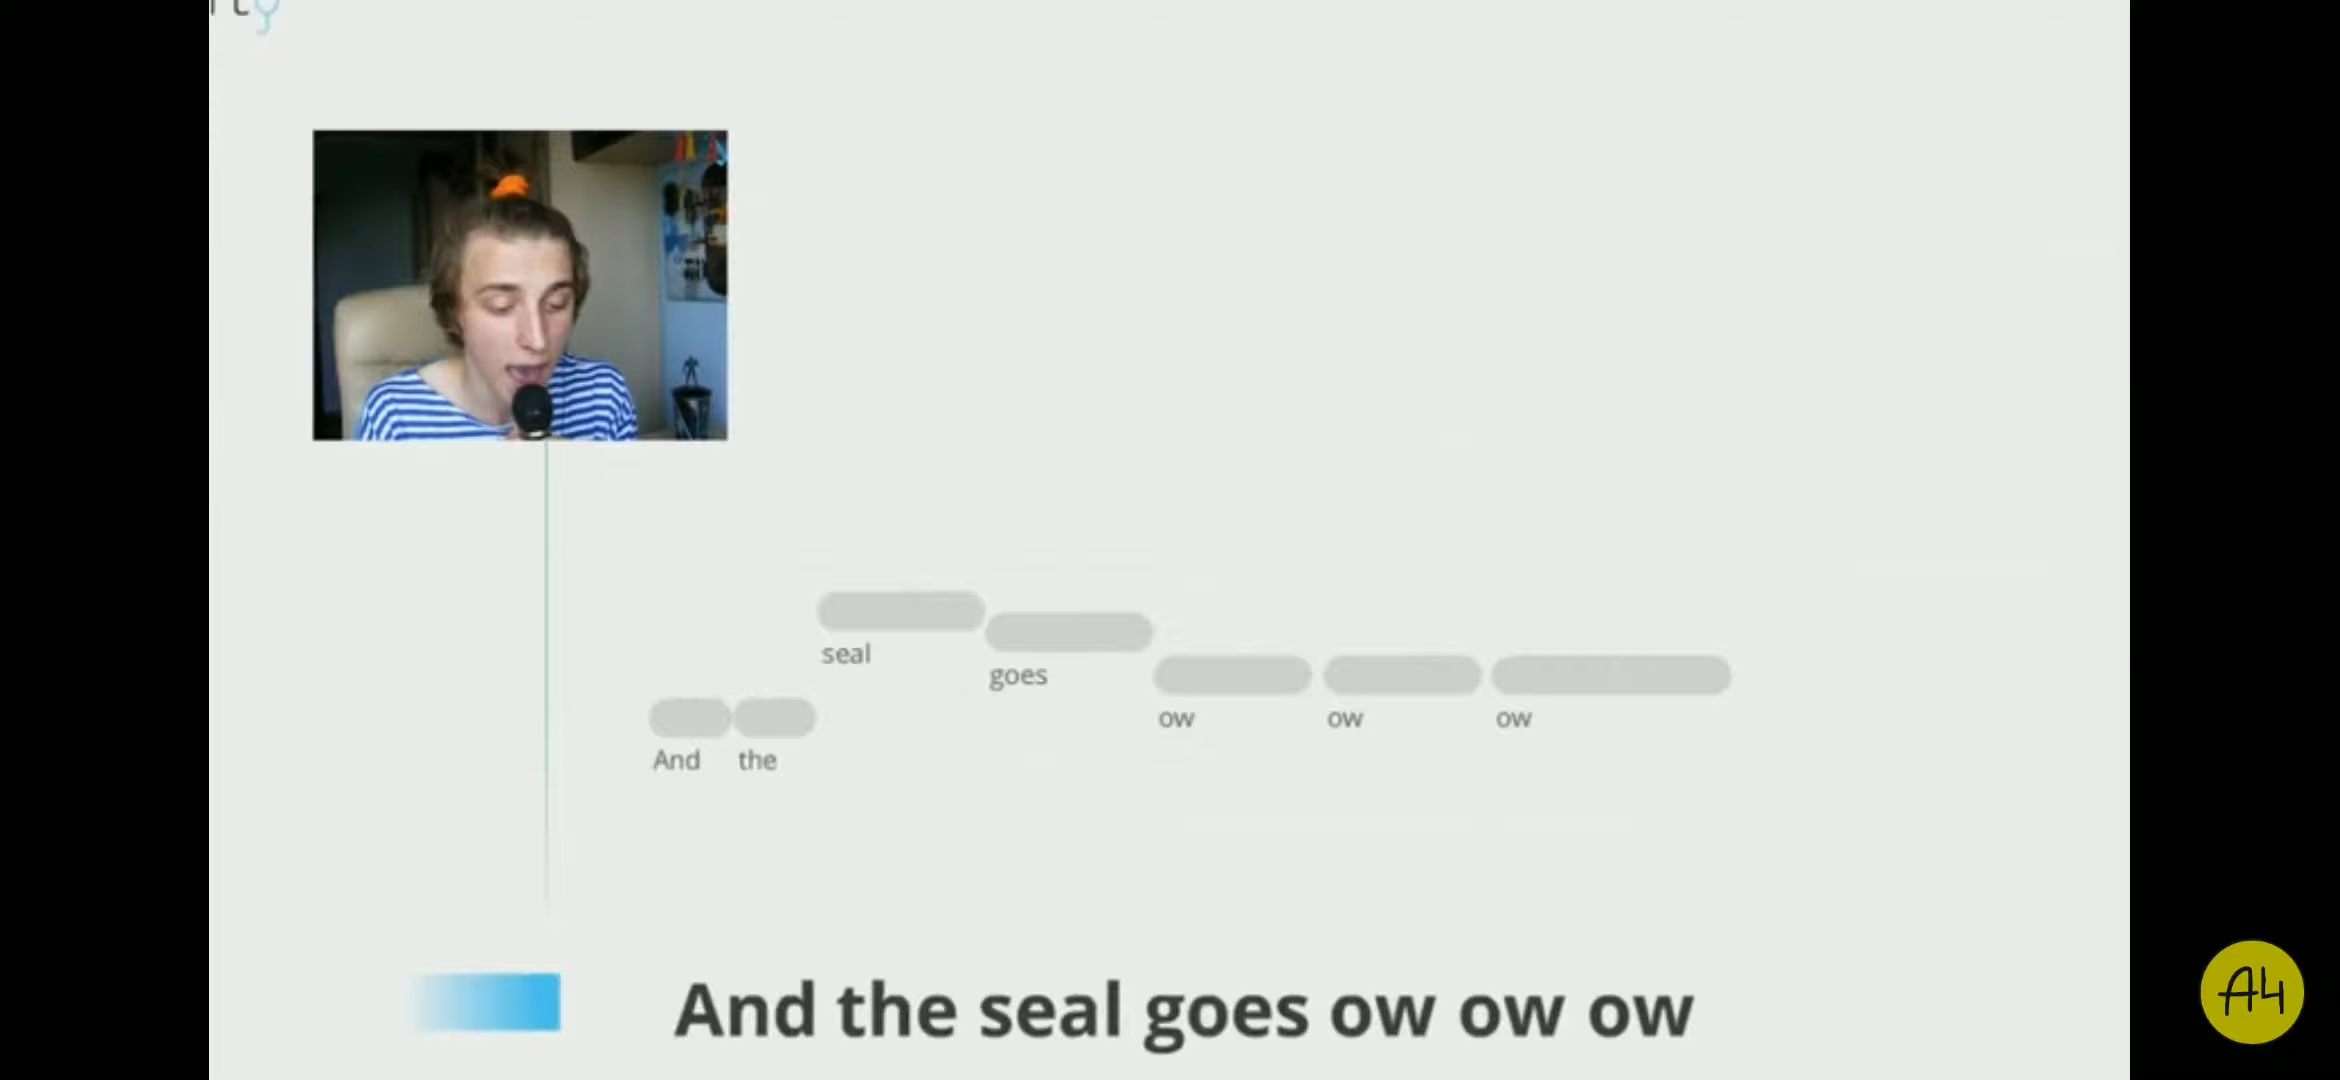 seal
goes
ow ow ow
And the
And the seal goes ow ow ow
A4